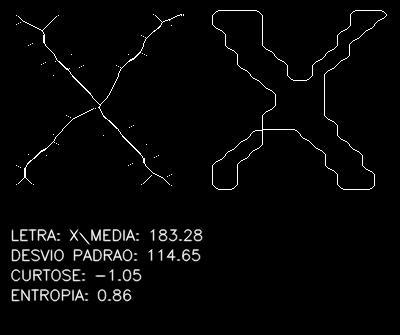 LETRA: X\MEDIA: 183.28
DESVIO PADRAO: 114.65
CURTOSE: -1.05
ENTROPIA: 0.86